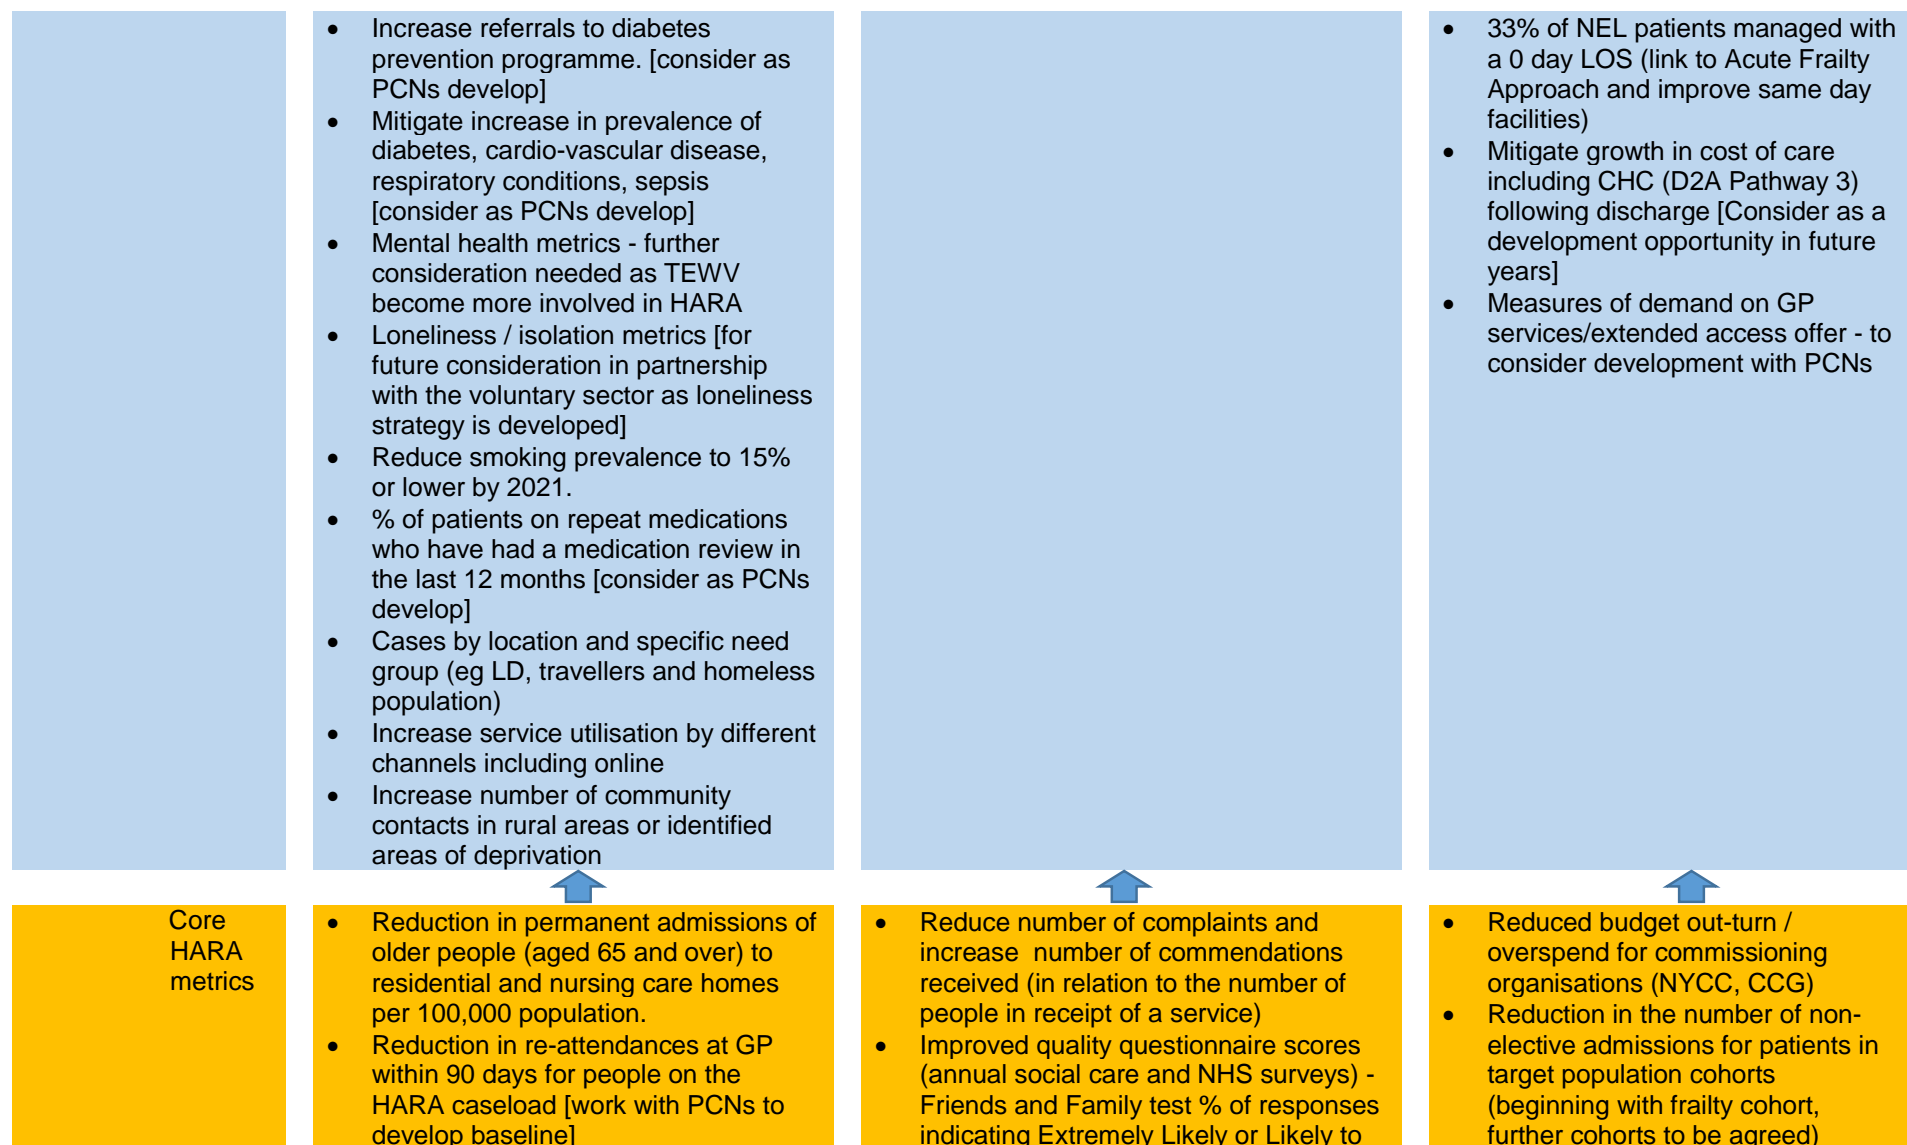 • Increase referrals to diabetes
prevention programme. [consider as
PCNs develop]
• Mitigate increase in prevalence of
diabetes, cardio-vascular disease,
respiratory conditions, sepsis
[consider as PCNs develop]
• Mental health metrics - further
consideration needed as TEWV
become more involved in HARA
• Loneliness / isolation metrics [for
future consideration in partnership
with the voluntary sector as loneliness
strategy is developed]
• Reduce smoking prevalence to 15%
or lower by 2021.
• % of patients on repeat medications
who have had a medication review in
the last 12 months [consider as PCNs
develop]
• Cases by location and specific need
group (eg LD, travellers and homeless
population)
• Increase service utilisation by different
channels including online
• Increase number of community
contacts in rural areas or identified
areas of deprivation
• 33% of NEL patients managed with
a 0 day LOS (link to Acute Frailty
Approach and improve same day
facilities)
• Mitigate growth in cost of care
including CHC (D2A Pathway 3)
following discharge [Consider as a
development opportunity in future
years]
• Measures of demand on GP
services/extended access offer - to
consider development with PCNs
Core
HARA
metrics
• Reduction in permanent admissions of
older people (aged 65 and over) to
residential and nursing care homes
per 100,000 population.
• Reduction in re-attendances at GP
within 90 days for people on the
HARA caseload [work with PCNs to
develop baseline]
• Reduce number of complaints and
increase number of commendations
received (in relation to the number of
people in receipt of a service)
• Improved quality questionnaire scores
(annual social care and NHS surveys) -
Friends and Family test % of responses
indicating Extremely Likely or Likely to
• Reduced budget out-turn /
overspend for commissioning
organisations (NYCC, CCG)
• Reduction in the number of non-
elective admissions for patients in
target population cohorts
(beginning with frailty cohort,
further cohorts to be agreed)